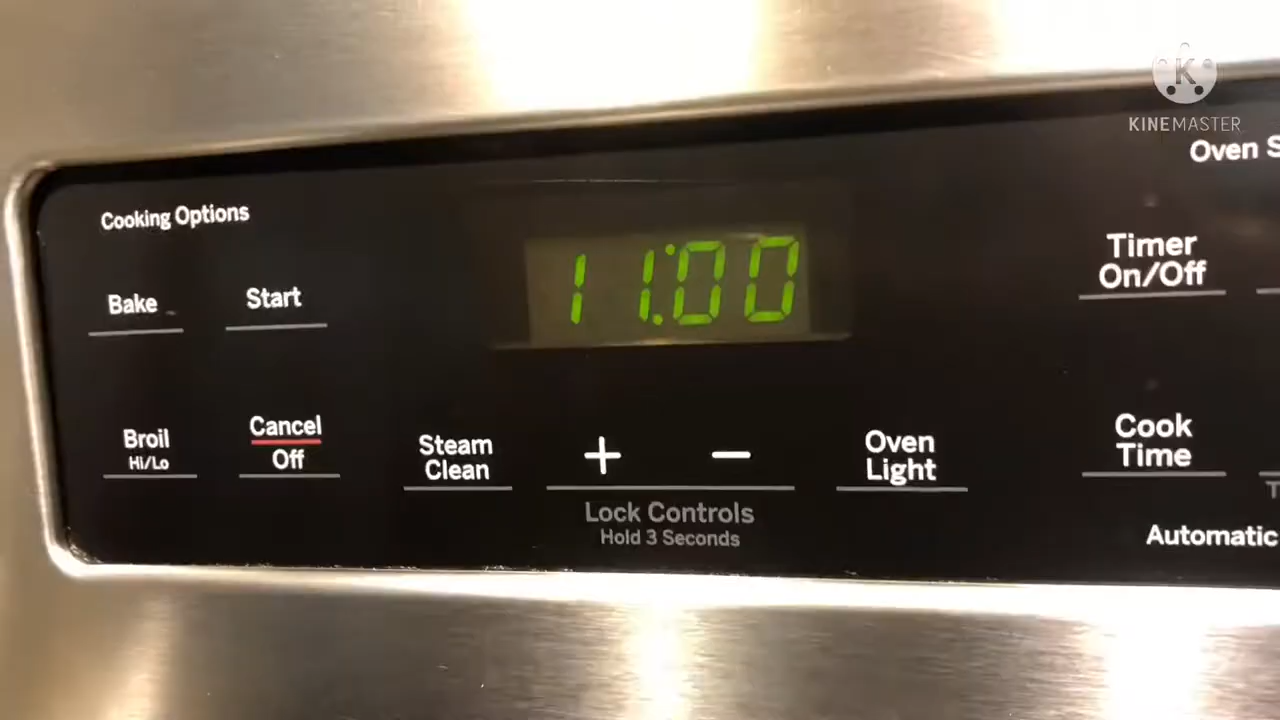 K
KINEMASTER
Oven S
Cooking Options
11:00
Timer
On/Off
Bake
Start
Broil
Hi/Lo
Cancel
Off
Steam
Clean
+
−
Oven
Light
Cook
Time
Lock Controls
Hold 3 Seconds
T
Automatic